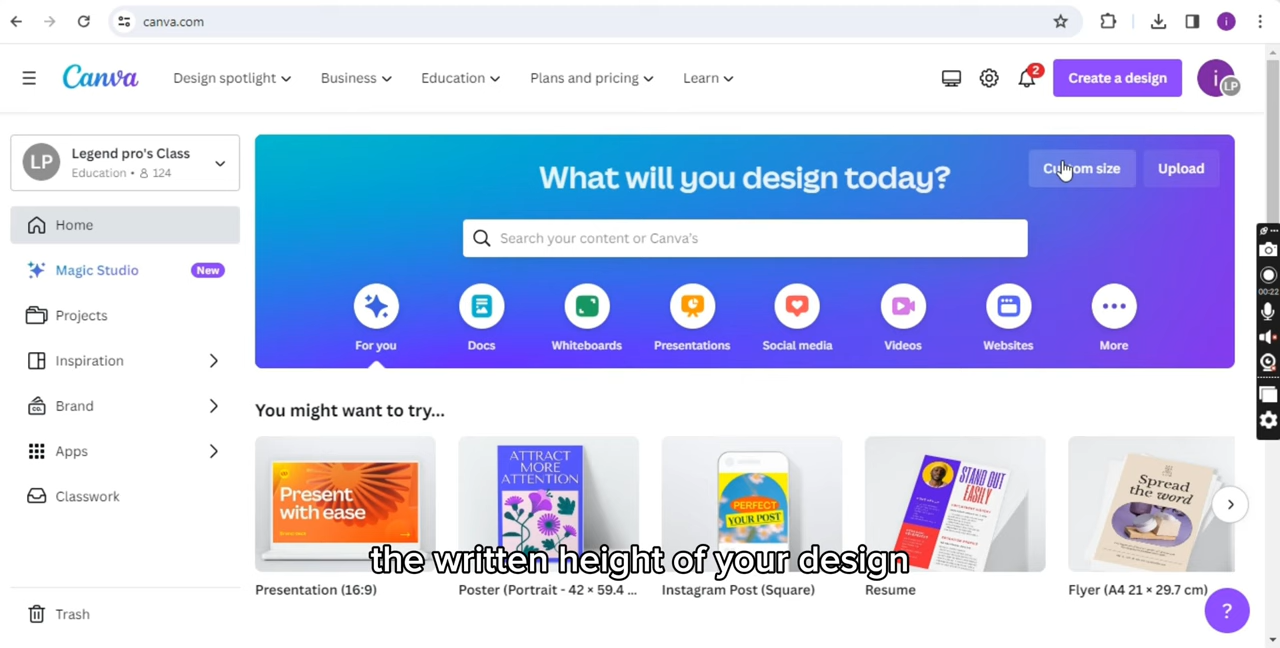 canva.com
Canva
Design spotlight
Business
Education
Plans and pricing
Learn
2
Create a design
i
LP
LP
Legend pro's Class
Education • 124
Home
Magic Studio
New
Projects
Inspiration
Brand
Apps
Classwork
Trash
What will you design today?
Custom size
Upload
Search your content or Canva's
For you
Docs
Whiteboards
Presentations
Social media
Videos
Websites
More
You might want to try...
Present
with ease
ATTRACT
MORE
ATTENTION
PERFECT
YOUR POST
STAND OUT
EASILY
Spread
the word
the written height of your design
Presentation (16:9)
Poster (Portrait - 42 × 59.4 ...
Instagram Post (Square)
Resume
Flyer (A4 21 × 29.7 cm)
?
00:22